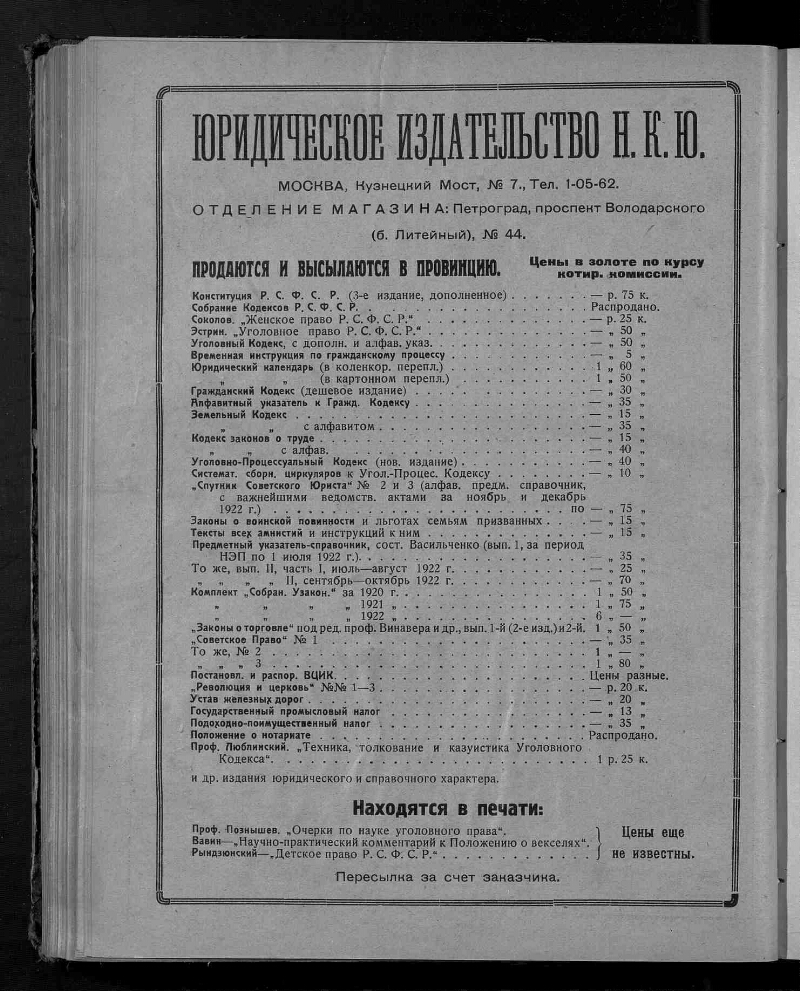 ЮРИДИЧЕСКОЕ ИЗДАТЕЛЬСТВО Н. К. Ю.
МОСКВА, Кузнецкий Мост, № 7., Тел. 1-05-62.
ОТДЕЛЕНИЕ МАГАЗИНА: Петроград, проспект Володарского
(б. Литейный), № 44.
ПРОДАЮТСЯ И ВЫСЫЛАЮТСЯ В ПРОВИНЦИЮ.
Цены в золоте по курсу
котир. комиссии.
Конституция Р. С. Ф. С. Р. (3-е издание, дополненное) . . . . . . . — р. 75 к.
Собрание Кодексов Р. С. Ф. С. Р. . . . . . . . . . . . . . . . . . Распродано.
Соколов. „Женское право Р. С. Ф. С. Р.“ . . . . . . . . . . . . . — р. 25 к.
Эстрин. „Уголовное право Р. С. Ф. С. Р.“ . . . . . . . . . . . . . — „ 50 „
Уголовный Кодекс, с дополн. и алфав. указ. . . . . . . . . . . . . — „ 50 „
Временная инструкция по гражданскому процессу . . . . . . . . . . . — „ 5 „
Юридический календарь (в коленкор. перепл.) . . . . . . . . . . . . 1 „ 60 „
„ „ (в картонном перепл.) . . . . . . . . . . . . 1 „ 50 „
Гражданский Кодекс (дешевое издание) . . . . . . . . . . . . . . — „ 30 „
Алфавитный указатель к Гражд. Кодексу . . . . . . . . . . . . . . — „ 35 „
Земельный Кодекс . . . . . . . . . . . . . . . . . . . . . . . — „ 15 „
„ „ с алфавитом . . . . . . . . . . . . . . . . — „ 35 „
Кодекс законов о труде . . . . . . . . . . . . . . . . . . . . . — „ 15 „
„ „ с алфав. . . . . . . . . . . . . . . . . . . — „ 40 „
Уголовно-Процессуальный Кодекс (нов. издание) . . . . . . . . . . . — „ 40 „
Системат. сборн. циркуляров к Угол.-Процес. Кодексу . . . . . . . . — „ 10 „
„Спутник Советского Юриста“ № 2 и 3 (алфав. предм. справочник,
с важнейшими ведомств. актами за ноябрь и декабрь
1922 г.) . . . . . . . . . . . . . . . . . . . . . . по — „ 75 „
Законы о воинской повинности и льготах семьям призванных . . . . — „ 15 „
Тексты всех амнистий и инструкций к ним . . . . . . . . . . . . . — „ 15 „
Предметный указатель-справочник, сост. Васильченко (вып. 1, за период
НЭП по 1 июля 1922 г.). . . . . . . . . . . . . . . . . . . — „ 35 „
То же, вып. II, часть I, июль—август 1922 г. . . . . . . . . . . . — „ 25 „
„ „ „ „ II, сентябрь—октябрь 1922 г. . . . . . . . . . . . — „ 70 „
Комплект „Собран. Узакон.“ за 1920 г. . . . . . . . . . . . . . . 1 „ 50 „
„ „ „ „ 1921 „ . . . . . . . . . . . . . . . 1 „ 75 „
„ „ „ „ 1922 „ . . . . . . . . . . . . . . . 6 „ — „
„Законы о торговле“ под ред. проф. Винавера и др., вып. 1-й (2-е изд.) и 2-й. 1 „ 50 „
„Советское Право“ № 1 . . . . . . . . . . . . . . . . . . . . . — „ 35 „
То же, № 2 . . . . . . . . . . . . . . . . . . . . . . . . . . 1 „ — „
„ „ „ 3 . . . . . . . . . . . . . . . . . . . . . . . . . . 1 „ 80 „
Постановл. и распор. ВЦИК. . . . . . . . . . . . . . . . . . . . Цены разные.
„Революция и церковь“ №№ 1—3 . . . . . . . . . . . . . . . . . — р. 20 к.
Устав железных дорог . . . . . . . . . . . . . . . . . . . . . . — „ 20 „
Государственный промысловый налог . . . . . . . . . . . . . . . . — „ 13 „
Подоходно-поимущественный налог . . . . . . . . . . . . . . . . . — „ 35 „
Положение о нотариате . . . . . . . . . . . . . . . . . . . . . Распродано.
Проф. Люблинский. „Техника, толкование и казуистика Уголовного
Кодекса“. . . . . . . . . . . . . . . . . . . . . . . . . . 1 р. 25 к.
и др. издания юридического и справочного характера.
Находятся в печати:
Проф. Познышев. „Очерки по науке уголовного права“.
Вавин—„Научно-практический комментарий к Положению о векселях“.
Рындзюнский—„Детское право Р. С. Ф. С. Р.“ . . . . . . . . . . . .
Цены еще
не известны.
Пересылка за счет заказчика.